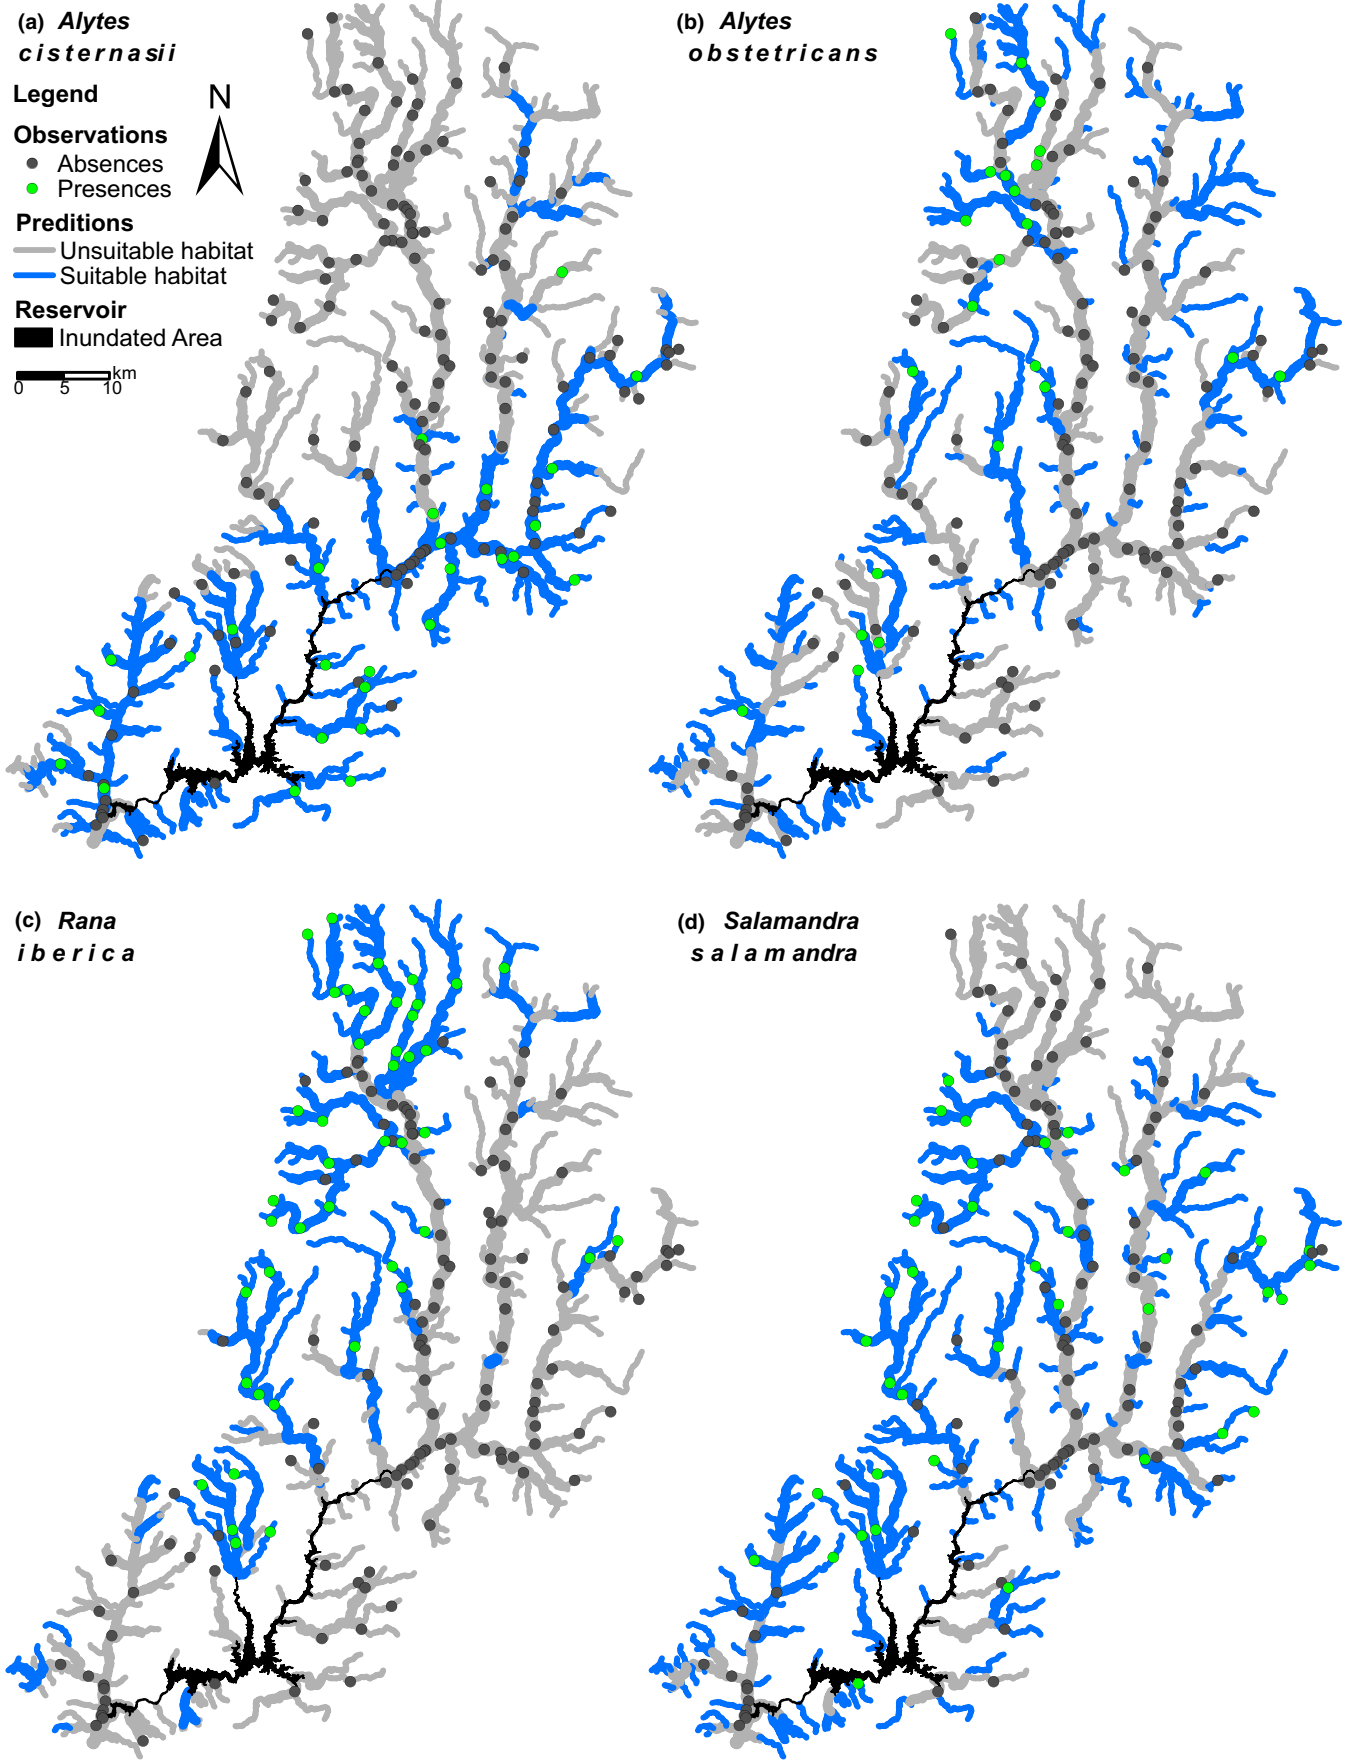 (a) Alytes
cisternasii
Legend
N
Observations
Absences
Presences
Preditions
Unsuitable habitat
Suitable habitat
Reservoir
Inundated Area
km
0 5 10
(b) Alytes
obstetricans
(c) Rana
iberica
(d) Salamandra
salamandra